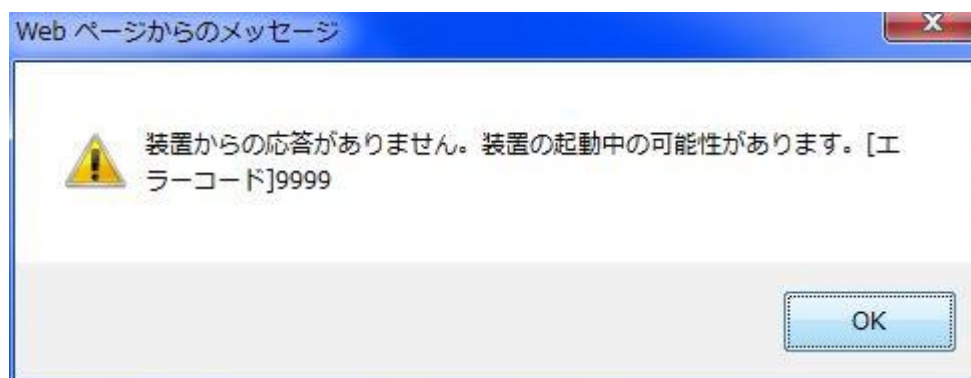 Web ページからのメッセージ
装置からの応答がありません。装置の起動中の可能性があります。[エ
ラーコード]9999
OK